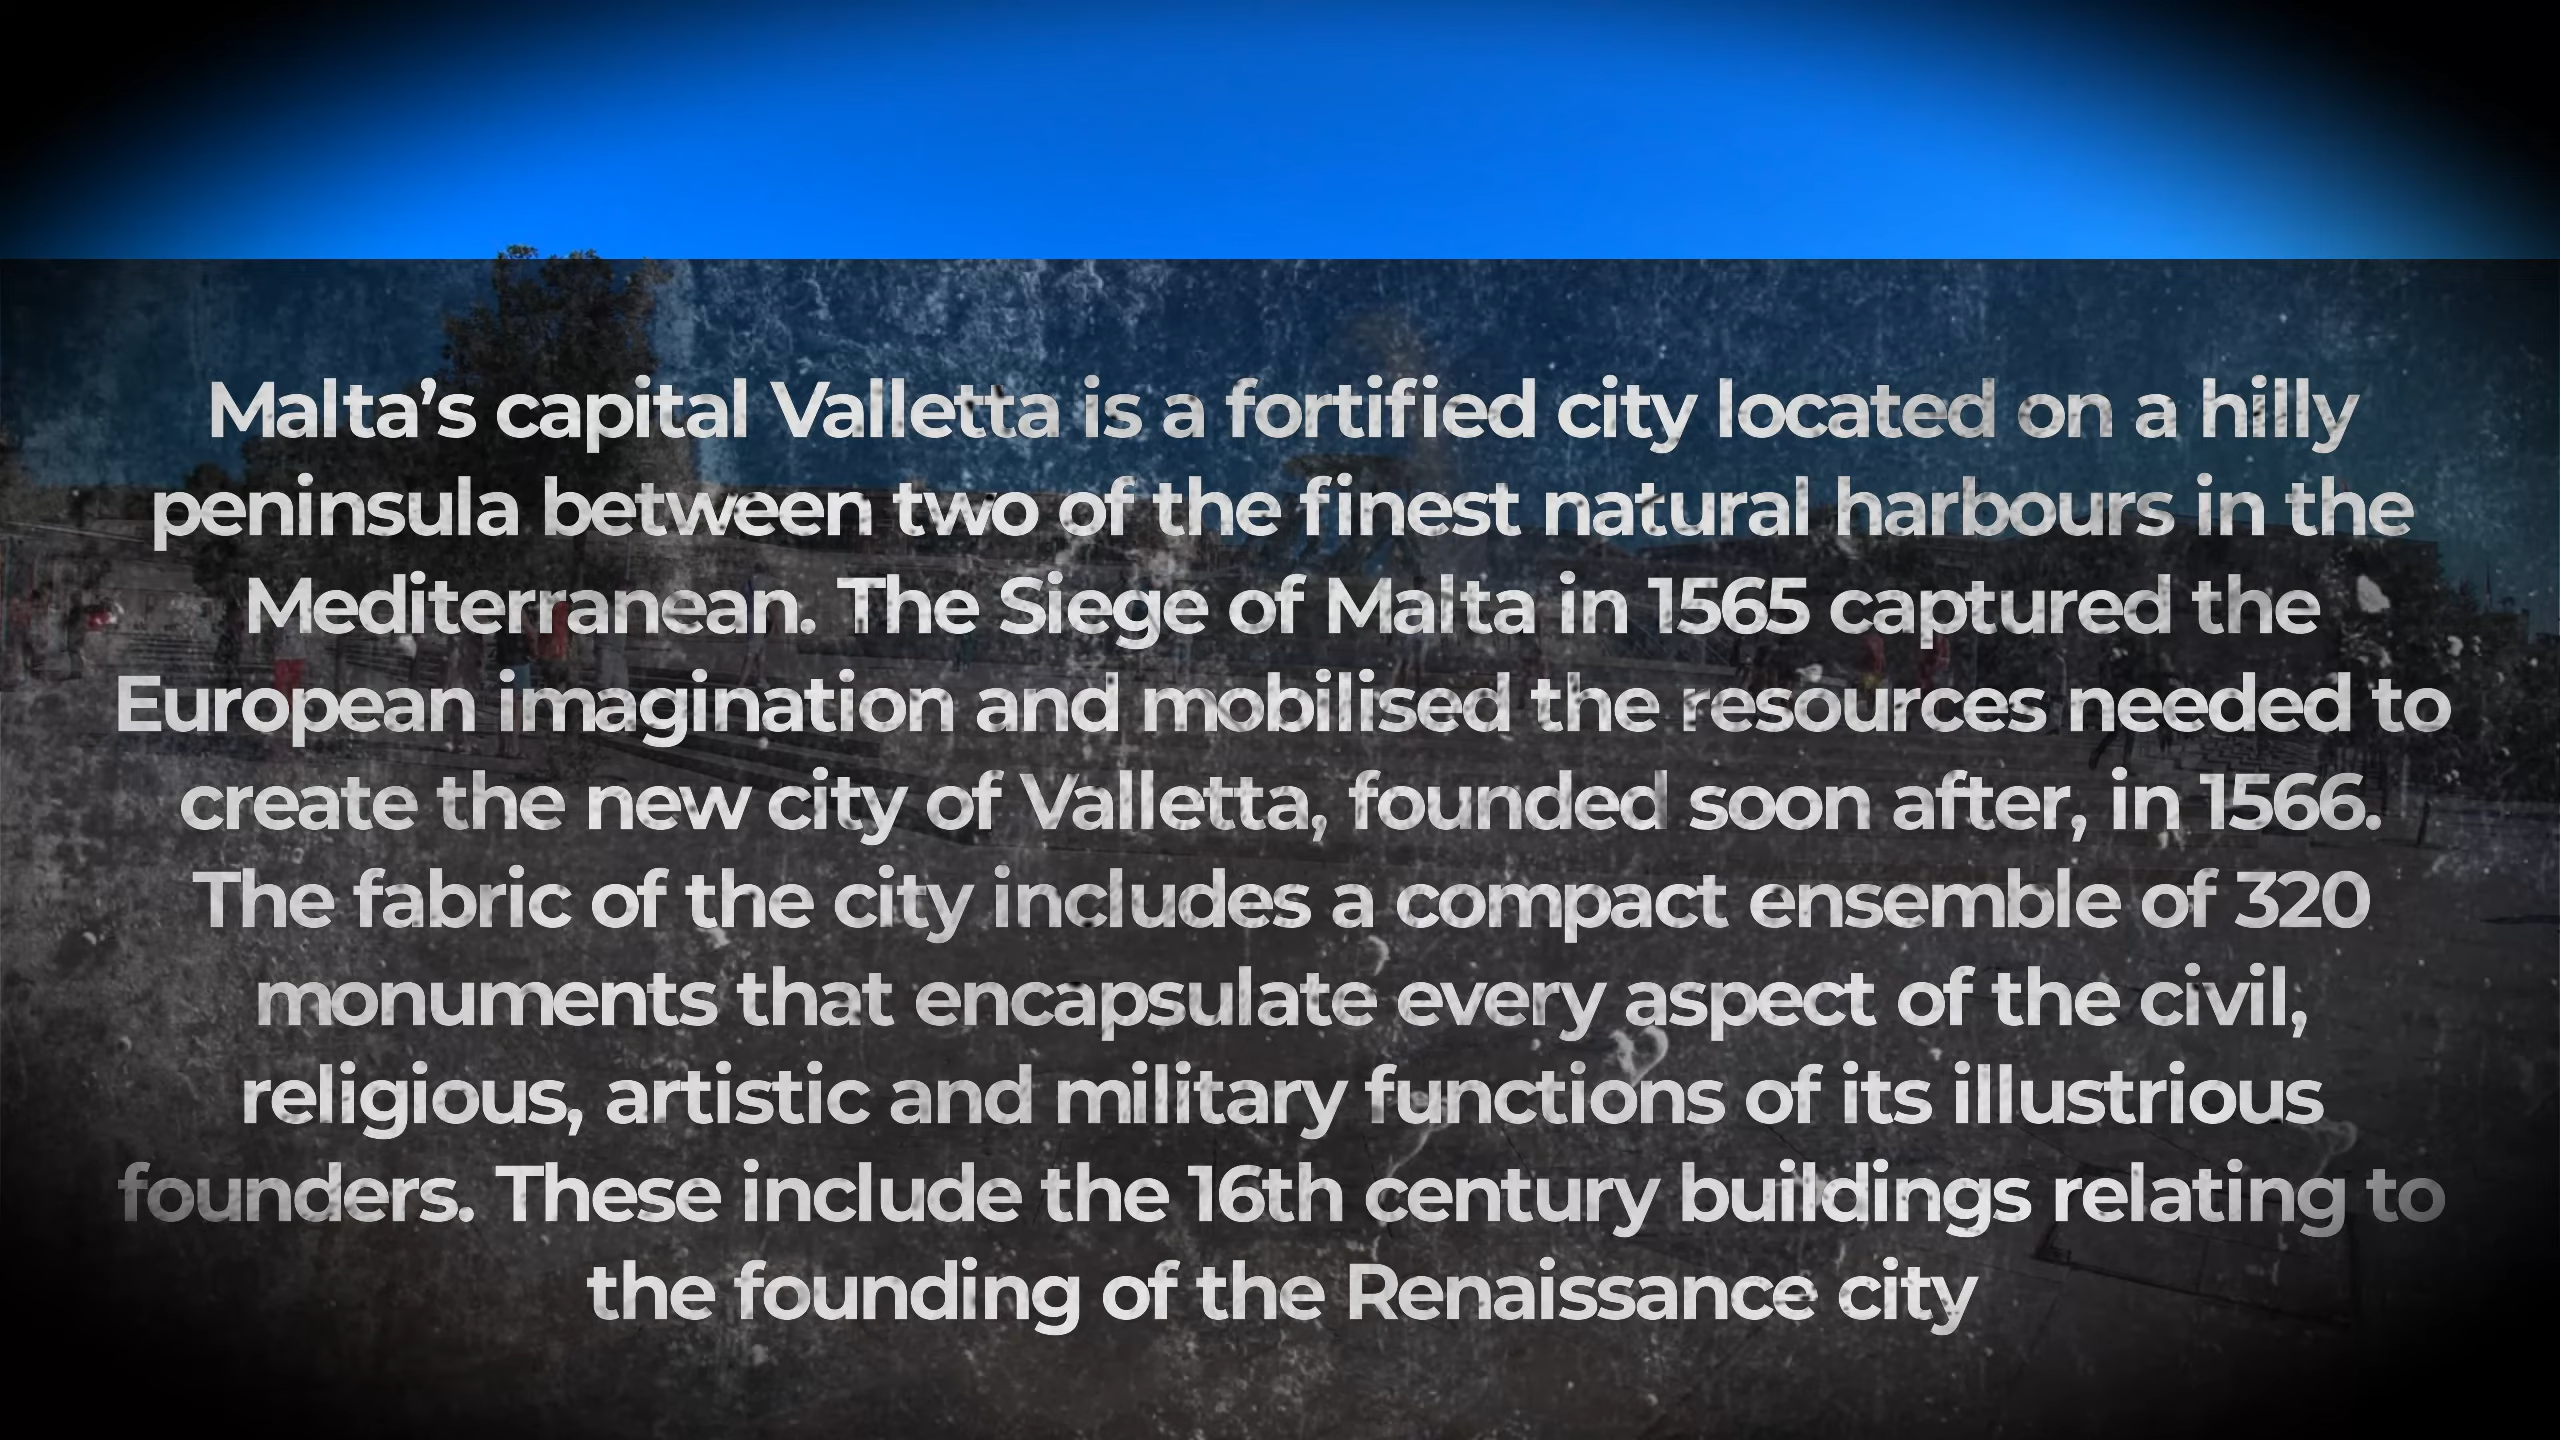 Malta’s capital Valletta is a fortified city located on a hilly
peninsula between two of the finest natural harbours in the
Mediterranean. The Siege of Malta in 1565 captured the
European imagination and mobilised the resources needed to
create the new city of Valletta, founded soon after, in 1566.
The fabric of the city includes a compact ensemble of 320
monuments that encapsulate every aspect of the civil,
religious, artistic and military functions of its illustrious
founders. These include the 16th century buildings relating to
the founding of the Renaissance city